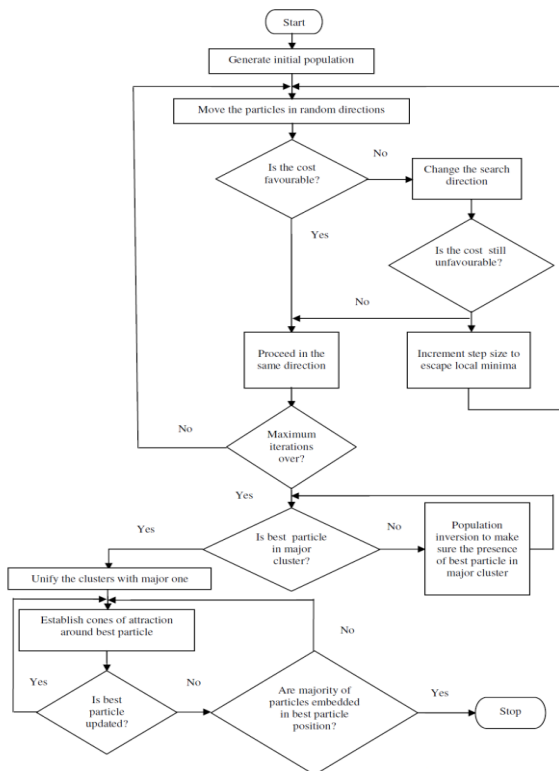 Start
Generate initial population
Move the particles in random directions
Is the cost
favourable?
No
Change the search
direction
Yes
Is the cost still
unfavourable?
No
Proceed in the
same direction
Increment step size to
escape local minima
No
Maximum
iterations
over?
Yes
Yes
Is best particle
in major
cluster?
No
Population
inversion to make
sure the presence
of best particle in
major cluster
Unify the clusters with major one
Establish cones of attraction
around best particle
No
Yes
Is best
particle
updated?
No
Are majority of
particles embedded
in best particle
position?
Yes
Stop